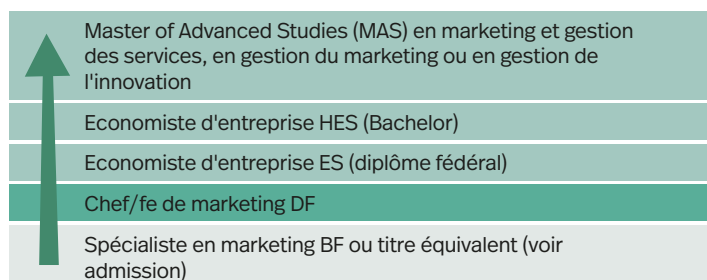 Master of Advanced Studies (MAS) en marketing et gestion
des services, en gestion du marketing ou en gestion de
l'innovation
Economiste d'entreprise HES (Bachelor)
Economiste d'entreprise ES (diplôme fédéral)
Chef/fe de marketing DF
Spécialiste en marketing BF ou titre équivalent (voir
admission)